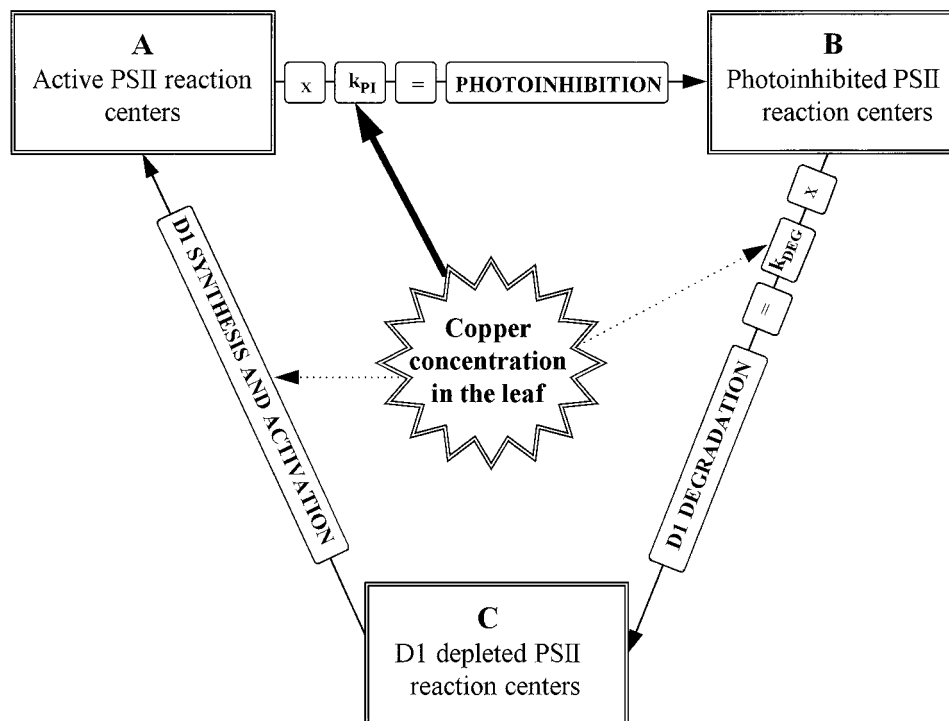 A
Active PSII reaction
centers
x
kPI
=
PHOTOINHIBITION
B
Photoinhibited PSII
reaction centers
x
kDEG
=
D1 DEGRADATION
Copper
concentration
in the leaf
D1 SYNTHESIS AND ACTIVATION
C
D1 depleted PSII
reaction centers